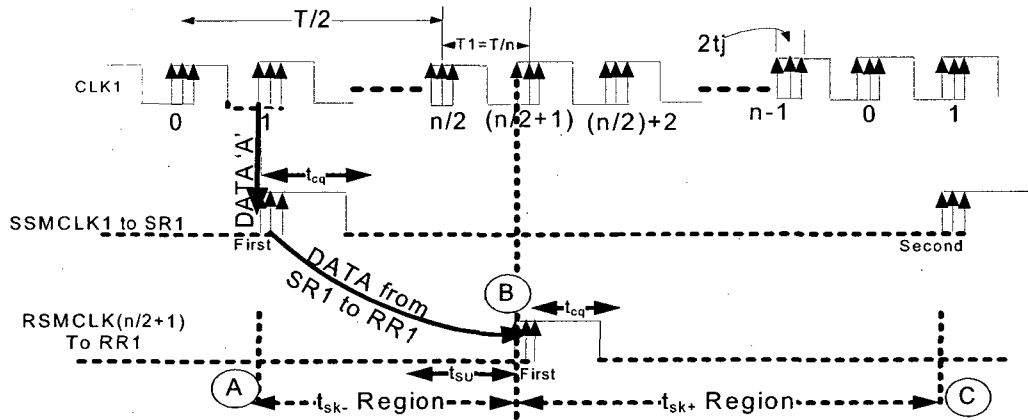 T/2
T1=T/n
2tj
CLK1
0
1
n/2
(n/2+1)
(n/2)+2
n-1
0
1
DATA 'A'
tcq
SSMCLK1 to SR1
First
Second
DATA from
SR1 to RR1
B
tcq
RSMCLK(n/2+1)
To RR1
tSU
First
A
tsk- Region
tsk+ Region
C